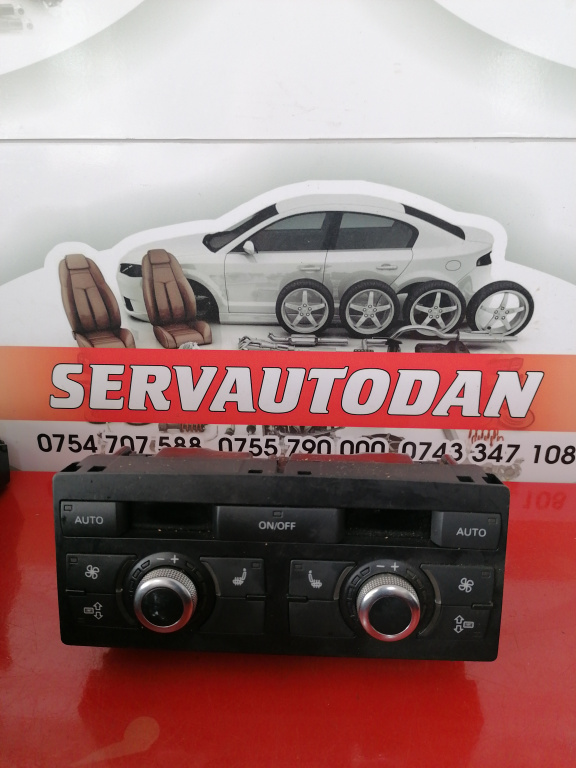 SERVAUTODAN
0754 707 588 0755 790 000 0743 347 108
AUTO ON/OFF AUTO
- + - +